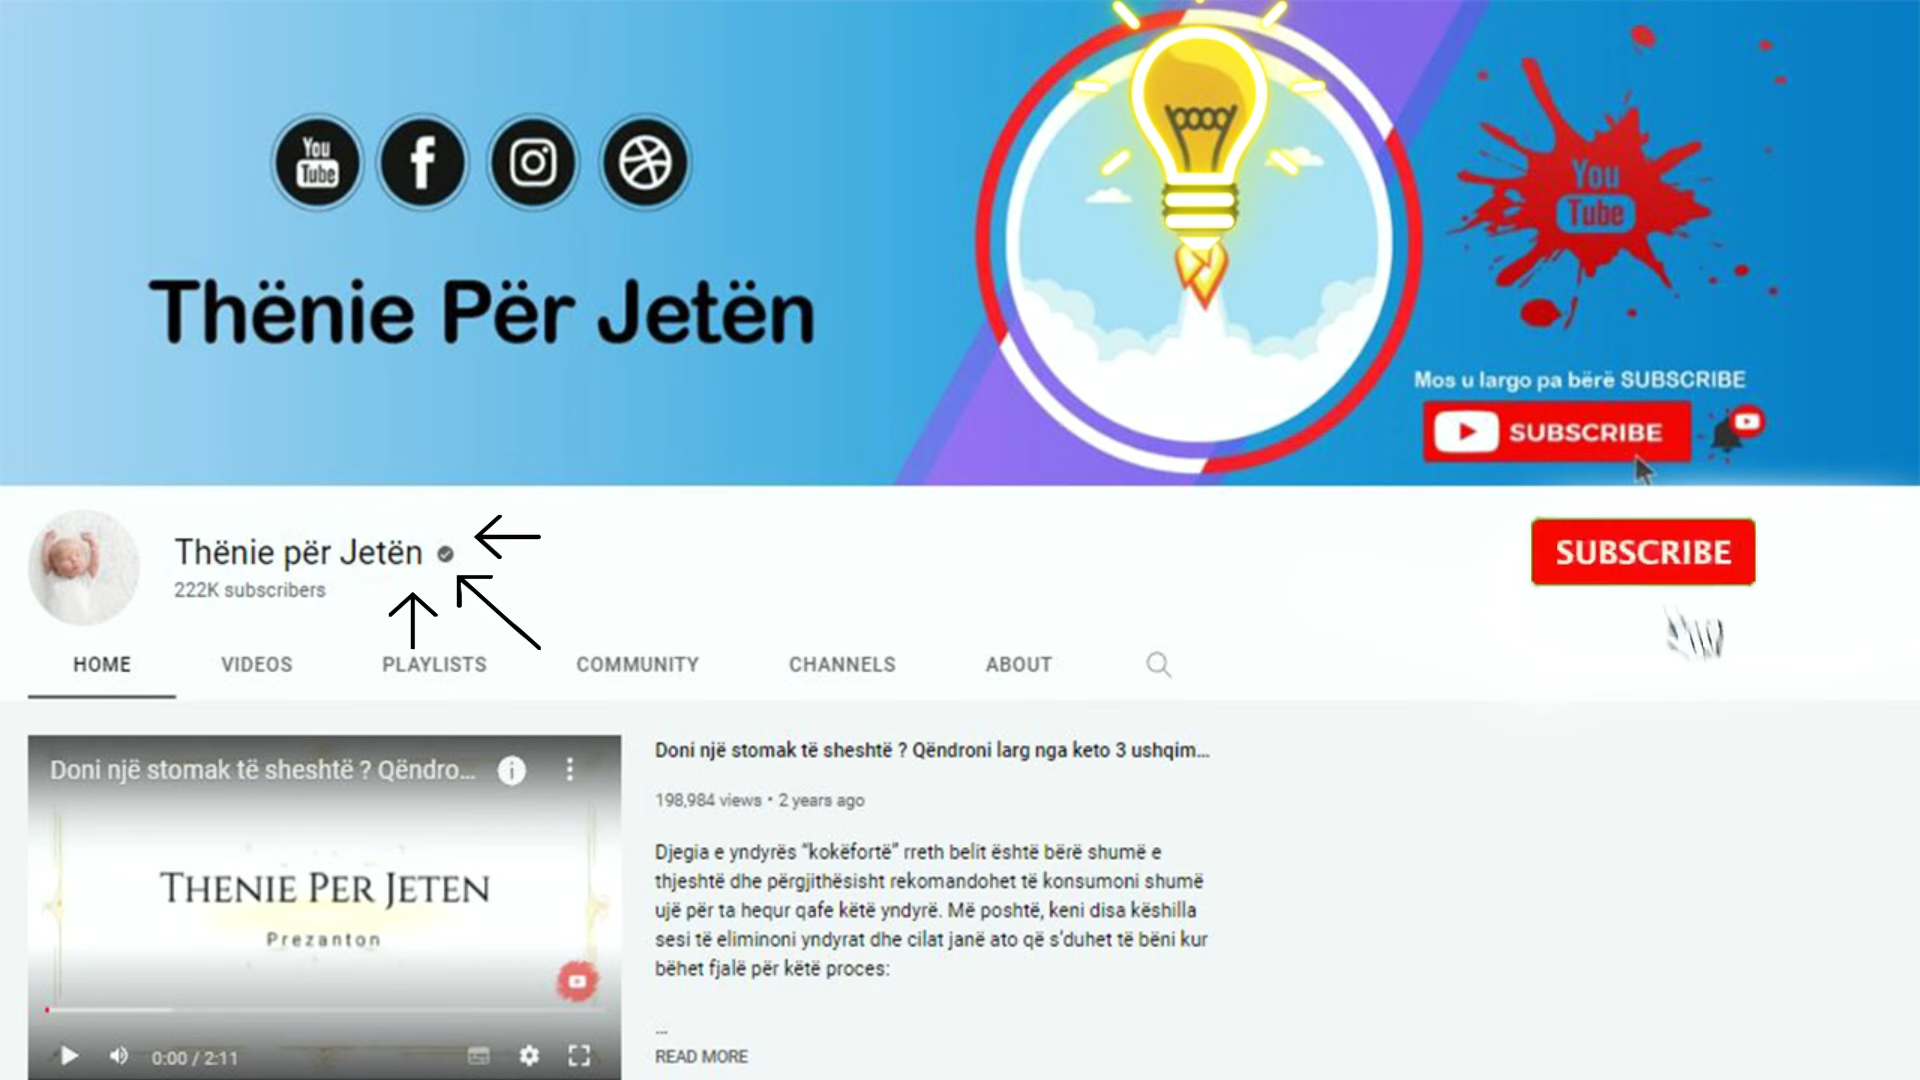 You
Tube
Thënie Për Jetën
You
Tube
Mos u largo pa bërë SUBSCRIBE
SUBSCRIBE
Thënie për Jetën
222K subscribers
SUBSCRIBE
HOME
VIDEOS
PLAYLISTS
COMMUNITY
CHANNELS
ABOUT
Doni një stomak të sheshtë ? Qëndro...
THENIE PER JETEN
Prezanton
0:00 / 2:11
Doni një stomak të sheshtë ? Qëndroni larg nga keto 3 ushqim...
198,984 views • 2 years ago
Djegia e yndyrës “kokëfortë” rreth belit është bërë shumë e
thjeshtë dhe përgjithësisht rekomandohet të konsumoni shumë
ujë për ta hequr qafe këtë yndyrë. Më poshtë, keni disa këshilla
sesi të eliminoni yndyrat dhe cilat janë ato që s'duhet të bëni kur
bëhet fjalë për këtë proces:
...
READ MORE